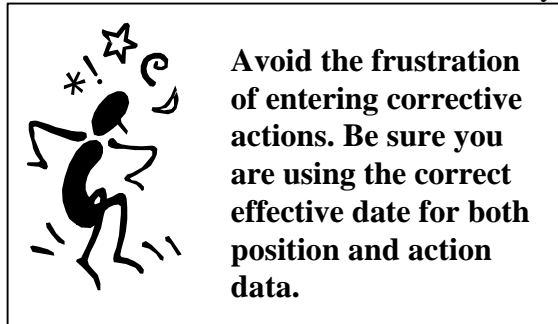 Avoid the frustration
of entering corrective
actions. Be sure you
are using the correct
effective date for both
position and action
data.